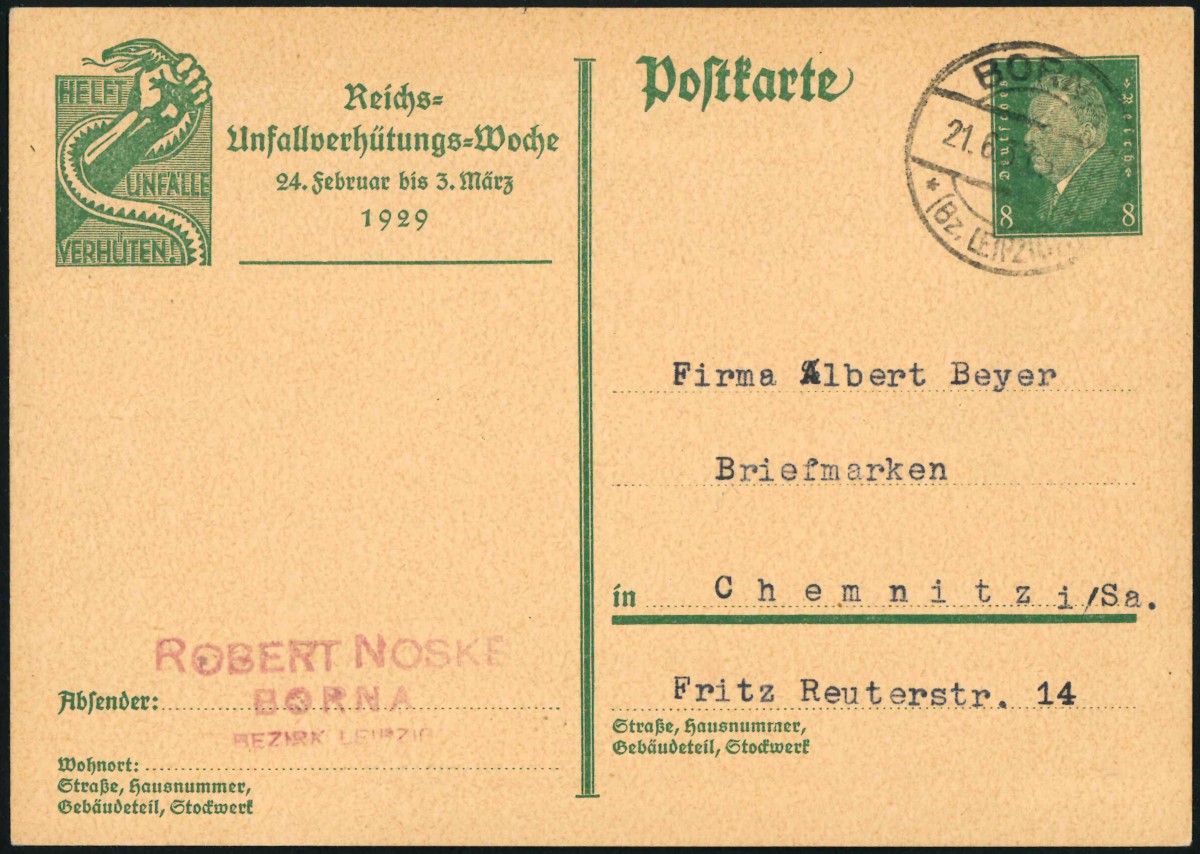 HELFT
UNFÄLLE
VERHÜTEN!
Reichs-
Unfallverhütungs-Woche
24. Februar bis 3. März
1929
Postkarte
BORNA
21.6.
* (Bz. LEIPZIG)
Deutsches
Reich
8 8
Firma Albert Beyer
Briefmarken
in Chemnitz i/Sa.
Fritz Reuterstr. 14
Straße, Hausnummer,
Gebäudeteil, Stockwerk
ROBERT NOSKE
BORNA
BEZIRK LEIPZIG
Absender:
Wohnort:
Straße, Hausnummer,
Gebäudeteil, Stockwerk